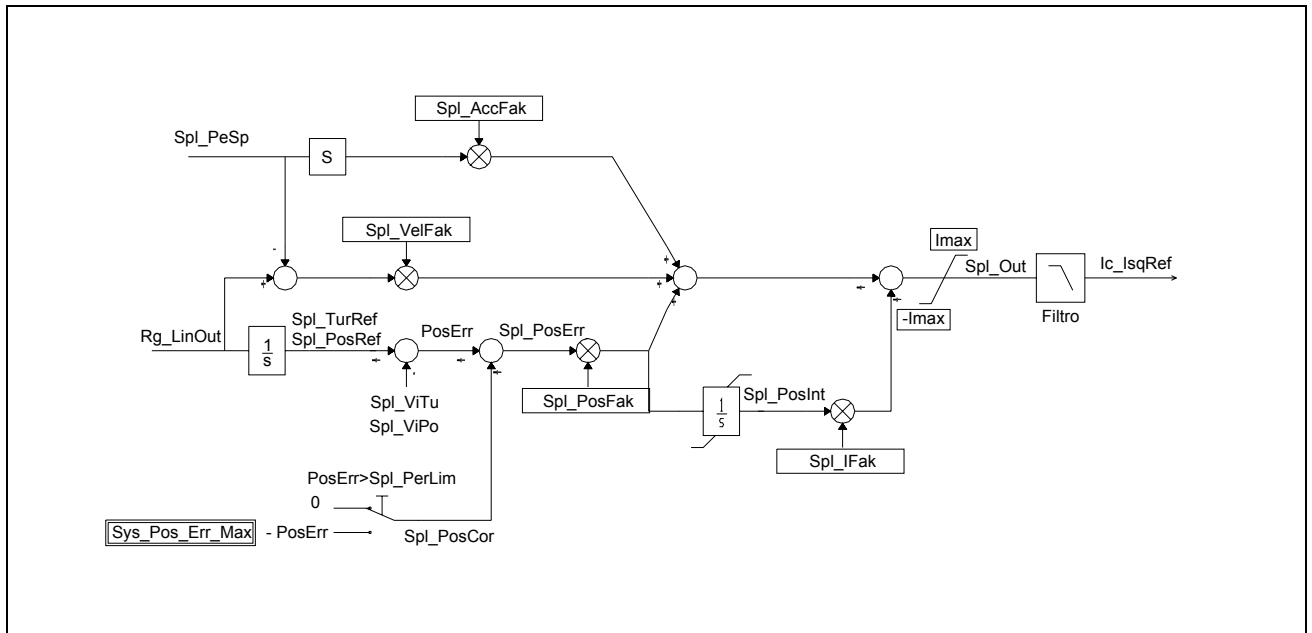 Spl_AccFak
Spl_PeSp
S
Spl_VelFak
Imax
Spl_Out
Ic_IsqRef
-Imax
Filtro
Rg_LinOut
1
s
Spl_TurRef
Spl_PosRef
PosErr
Spl_PosErr
Spl_PosFak
Spl_ViTu
Spl_ViPo
1
s
Spl_PosInt
Spl_IFak
PosErr>Spl_PerLim
0
Sys_Pos_Err_Max
- PosErr
Spl_PosCor